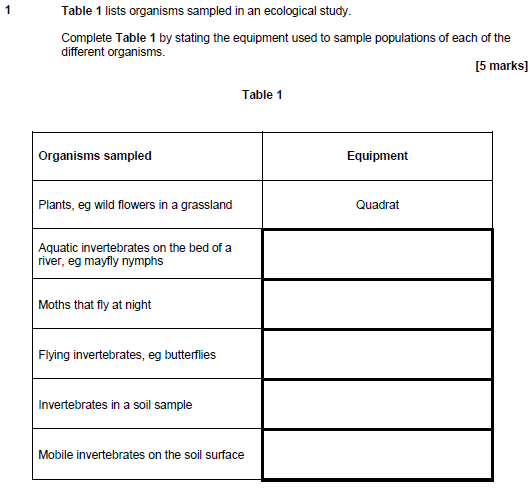 1 Table 1 lists organisms sampled in an ecological study.
Complete Table 1 by stating the equipment used to sample populations of each of the
different organisms.
[5 marks]
Table 1
Organisms sampled Equipment
Plants, eg wild flowers in a grassland Quadrat
Aquatic invertebrates on the bed of a
river, eg mayfly nymphs
Moths that fly at night
Flying invertebrates, eg butterflies
Invertebrates in a soil sample
Mobile invertebrates on the soil surface